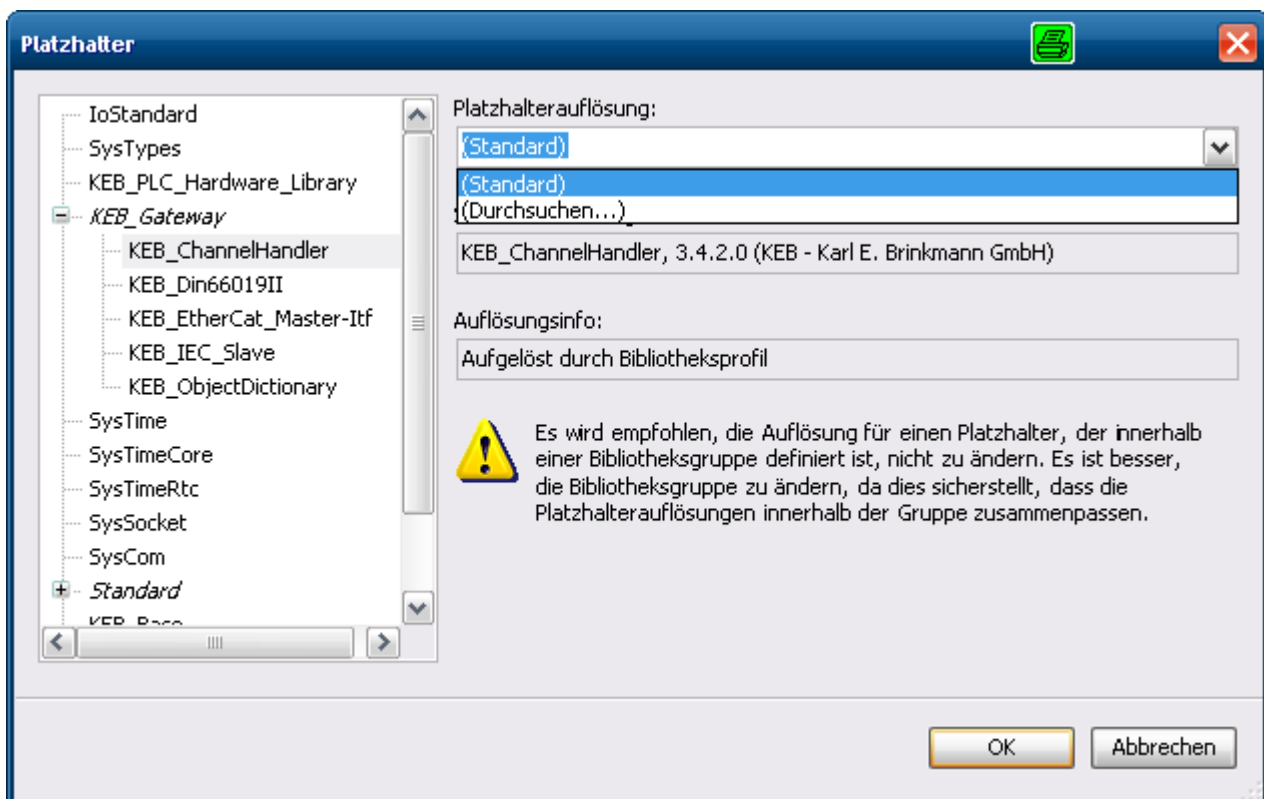 Platzhalter
IoStandard
SysTypes
KEB_PLC_Hardware_Library
KEB_Gateway
KEB_ChannelHandler
KEB_Din66019II
KEB_EtherCat_Master-Itf
KEB_IEC_Slave
KEB_ObjectDictionary
SysTime
SysTimeCore
SysTimeRtc
SysSocket
SysCom
Standard
KEB_Base
Platzhalterauflösung:
(Standard)
(Standard)
(Durchsuchen...)
KEB_ChannelHandler, 3.4.2.0 (KEB - Karl E. Brinkmann GmbH)
Auflösungsinfo:
Aufgelöst durch Bibliotheksprofil
Es wird empfohlen, die Auflösung für einen Platzhalter, der innerhalb
einer Bibliotheksgruppe definiert ist, nicht zu ändern. Es ist besser,
die Bibliotheksgruppe zu ändern, da dies sicherstellt, dass die
Platzhalterauflösungen innerhalb der Gruppe zusammenpassen.
OK
Abbrechen